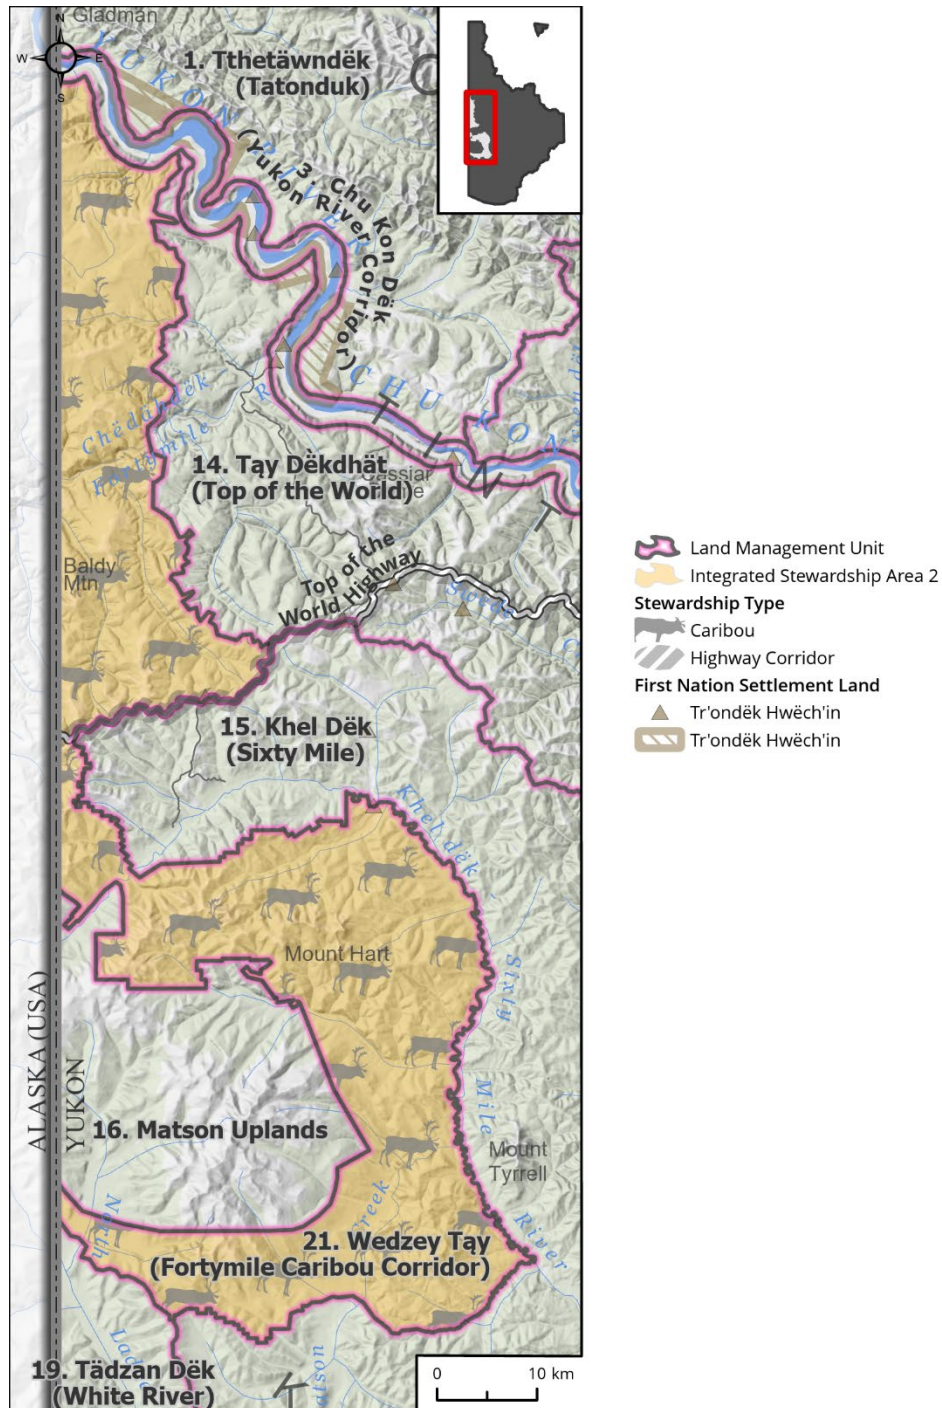 Gladman
N
W
E
S
1. Tthetäwndëk
(Tatonduk)
YUKON RIVER
3. Chu Kon Dëk
(Yukon River Corridor)
CHU KON
Chëdähdëk
Fortymile R
14. Tąy Dëkdhät
(Top of the World)
Cassiar
Baldy
Mtn
Top of the
World Highway
Swede
15. Khel Dëk
(Sixty Mile)
Khel dëk
Mount Hart
Sixty
Mile
River
ALASKA (USA)
YUKON
16. Matson Uplands
Mount
Tyrrell
North
Creek
21. Wedzey Tąy
(Fortymile Caribou Corridor)
19. Tädzan Dëk
(White River)
0 10 km
Land Management Unit
Integrated Stewardship Area 2
Stewardship Type
Caribou
Highway Corridor
First Nation Settlement Land
Tr'ondëk Hwëch'in
Tr'ondëk Hwëch'in